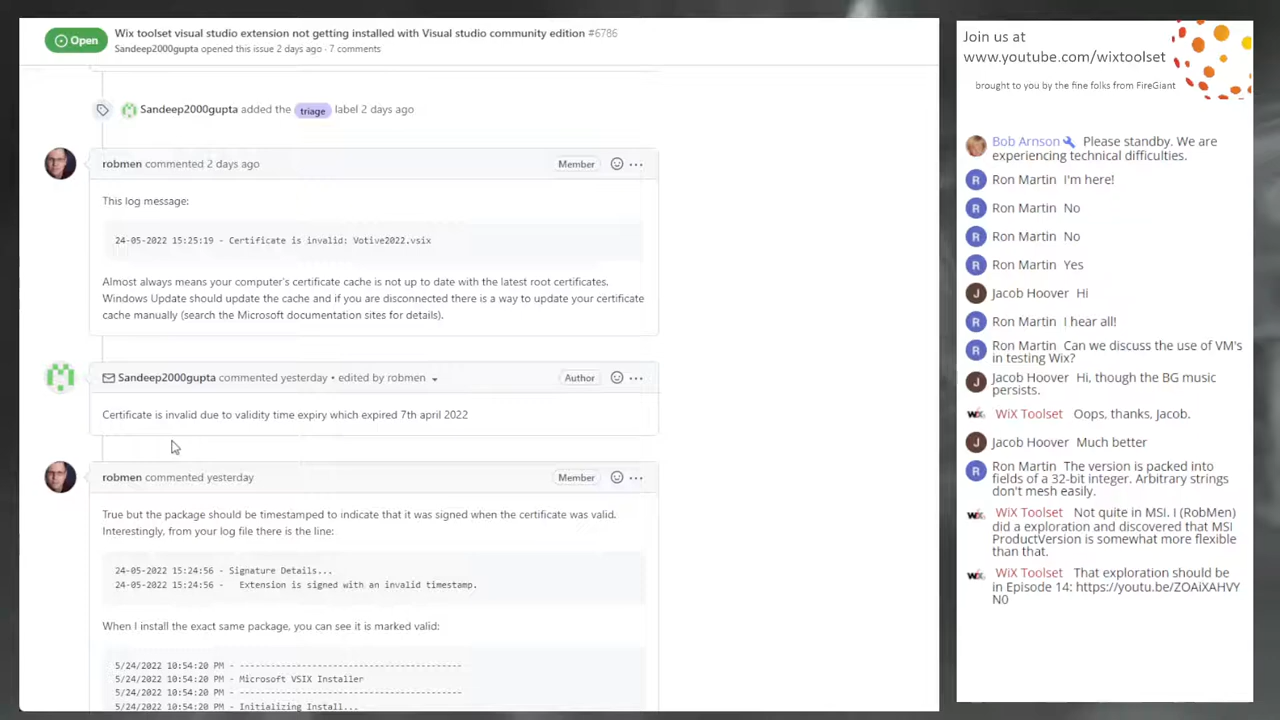 Open
Wix toolset visual studio extension not getting installed with Visual studio community edition #6786
Sandeep2000gupta opened this issue 2 days ago · 7 comments
Sandeep2000gupta added the triage label 2 days ago
robmen commented 2 days ago
Member
This log message:
24-05-2022 15:25:19 - Certificate is invalid: Votive2022.vsix
Almost always means your computer's certificate cache is not up to date with the latest root certificates.
Windows Update should update the cache and if you are disconnected there is a way to update your certificate
cache manually (search the Microsoft documentation sites for details).
Sandeep2000gupta commented yesterday • edited by robmen
Author
Certificate is invalid due to validity time expiry which expired 7th april 2022
robmen commented yesterday
Member
True but the package should be timestamped to indicate that it was signed when the certificate was valid.
Interestingly, from your log file there is the line:
24-05-2022 15:24:56 - Signature Details...
24-05-2022 15:24:56 -   Extension is signed with an invalid timestamp.
When I install the exact same package, you can see it is marked valid:
5/24/2022 10:54:20 PM - -------------------------------------------
5/24/2022 10:54:20 PM - Microsoft VSIX Installer
5/24/2022 10:54:20 PM - -------------------------------------------
5/24/2022 10:54:20 PM - Initializing Install...
Join us at
www.youtube.com/wixtoolset
brought to you by the fine folks from FireGiant
Bob Arnson Please standby. We are
experiencing technical difficulties.
R Ron Martin I'm here!
R Ron Martin No
R Ron Martin No
R Ron Martin Yes
J Jacob Hoover Hi
R Ron Martin I hear all!
R Ron Martin Can we discuss the use of VM's
in testing Wix?
J Jacob Hoover Hi, though the BG music
persists.
WiX WiX Toolset Oops, thanks, Jacob.
J Jacob Hoover Much better
R Ron Martin The version is packed into
fields of a 32-bit integer. Arbitrary strings
don't mesh easily.
WiX WiX Toolset Not quite in MSI. I (RobMen)
did a exploration and discovered that MSI
ProductVersion is somewhat more flexible
than that.
WiX WiX Toolset That exploration should be
in Episode 14: https://youtu.be/ZOAiXAHVY
N0